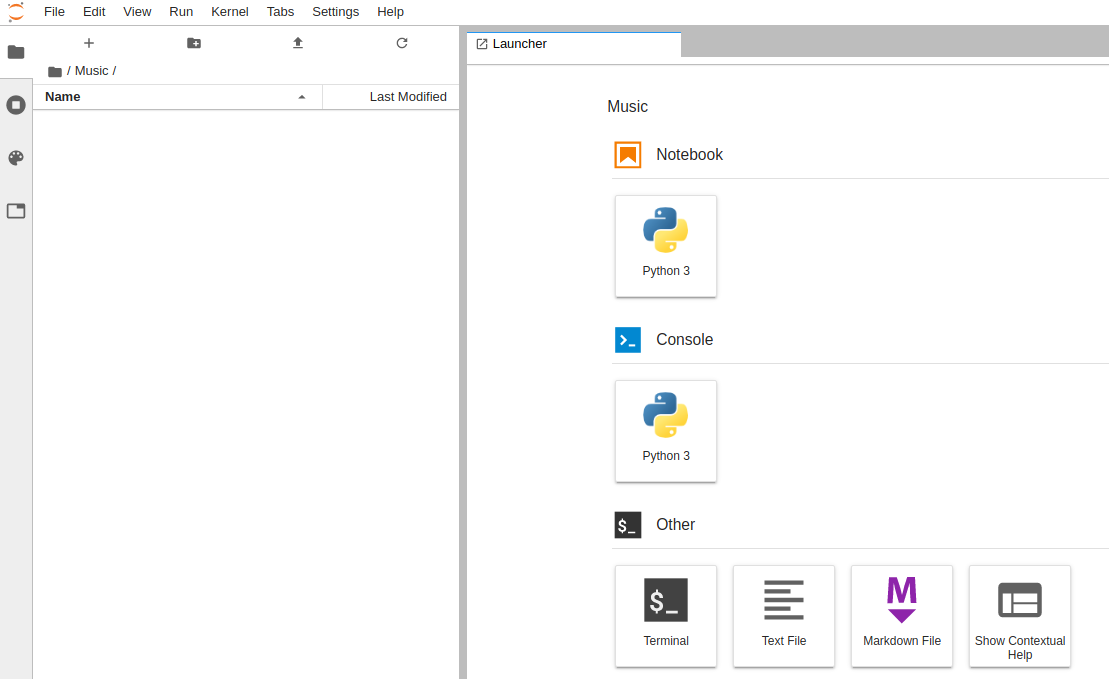 File Edit View Run Kernel Tabs Settings Help
Launcher
/ Music /
Name Last Modified
Music
Notebook
Python 3
Console
Python 3
$_ Other
$_
Terminal Text File Markdown File Show Contextual
Help